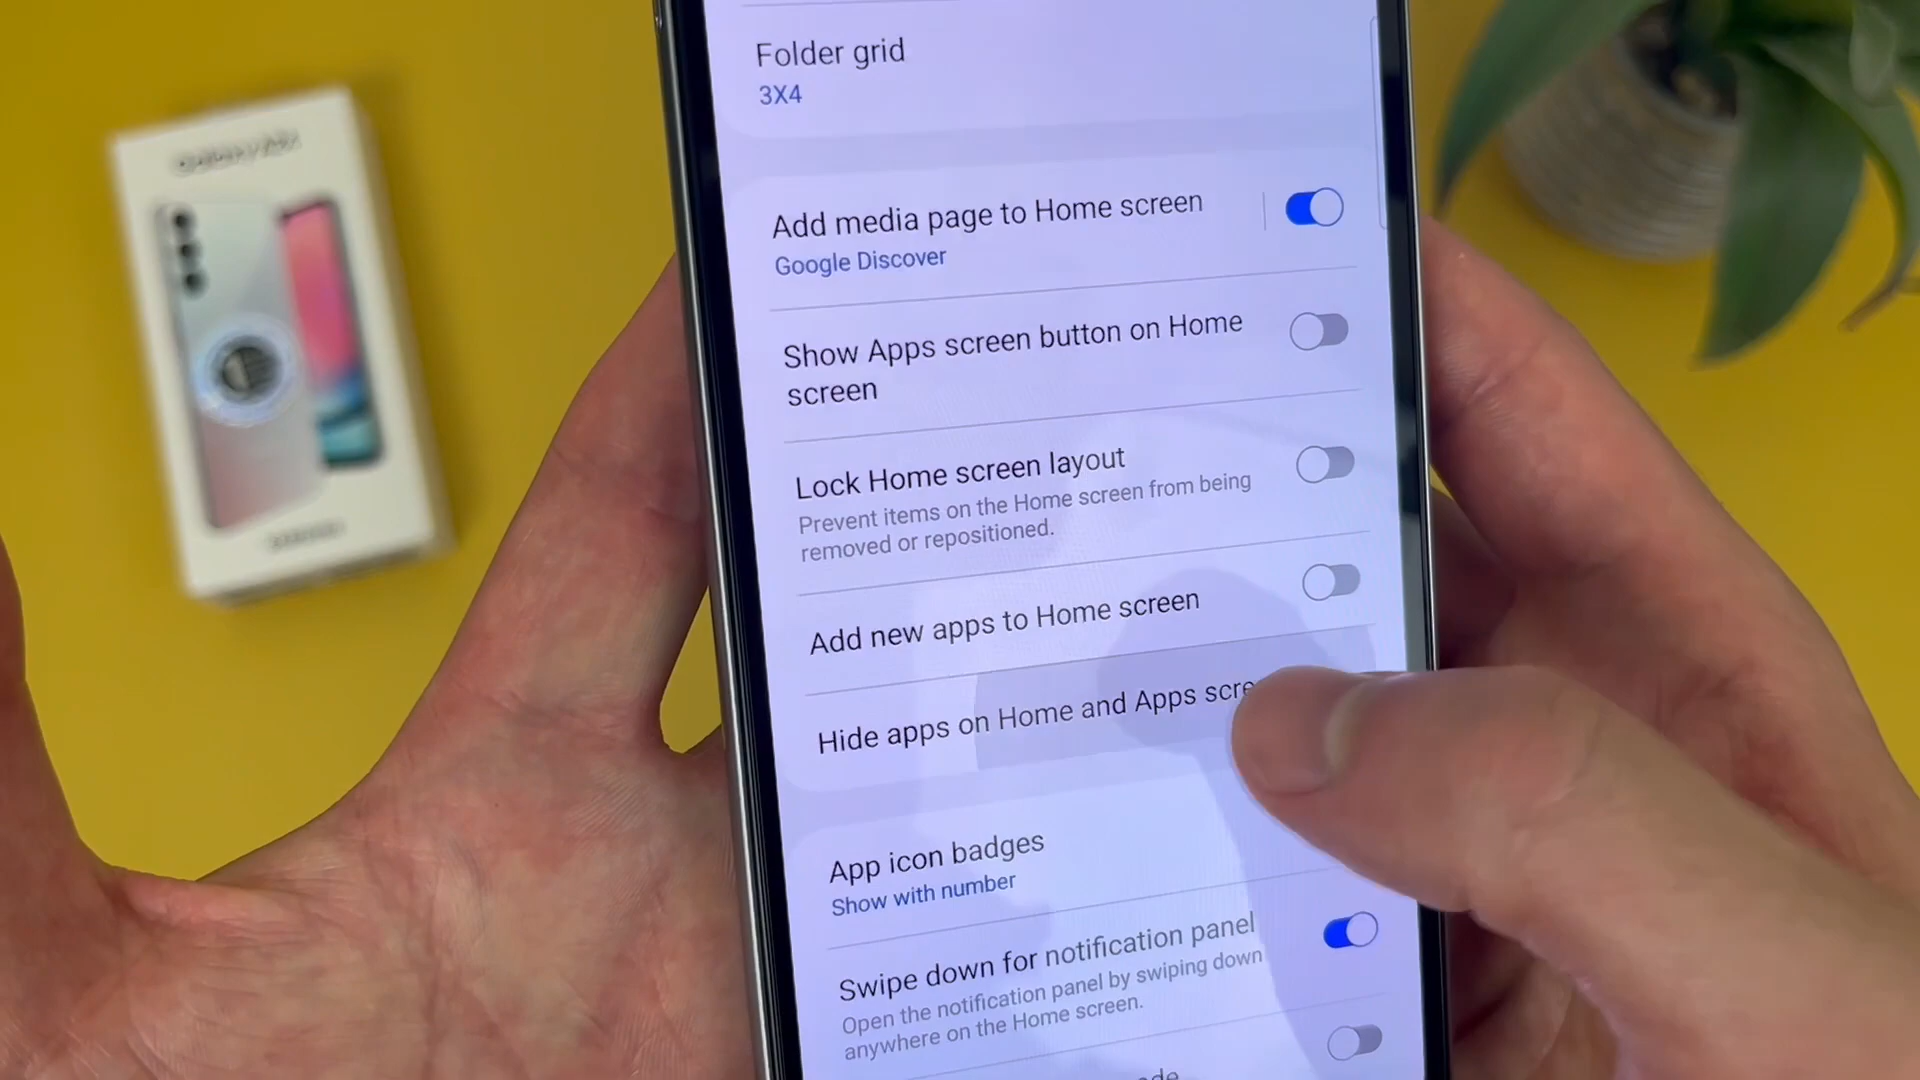 Folder grid
3X4
Add media page to Home screen
Google Discover
Show Apps screen button on Home
screen
Lock Home screen layout
Prevent items on the Home screen from being
removed or repositioned.
Add new apps to Home screen
Hide apps on Home and Apps scre
App icon badges
Show with number
Swipe down for notification panel
Open the notification panel by swiping down
anywhere on the Home screen.